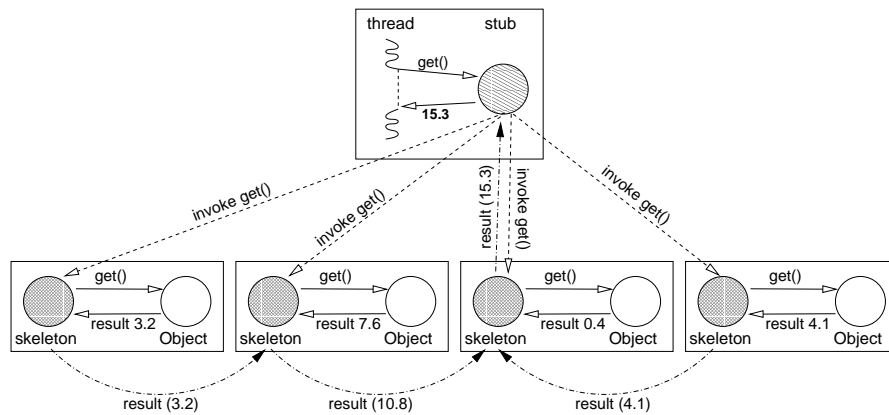 thread
stub
get()
15.3
invoke get()
invoke get()
result (15.3)
invoke get()
invoke get()
get()
result 3.2
skeleton
Object
get()
result 7.6
skeleton
Object
get()
result 0.4
skeleton
Object
get()
result 4.1
skeleton
Object
result (3.2)
result (10.8)
result (4.1)